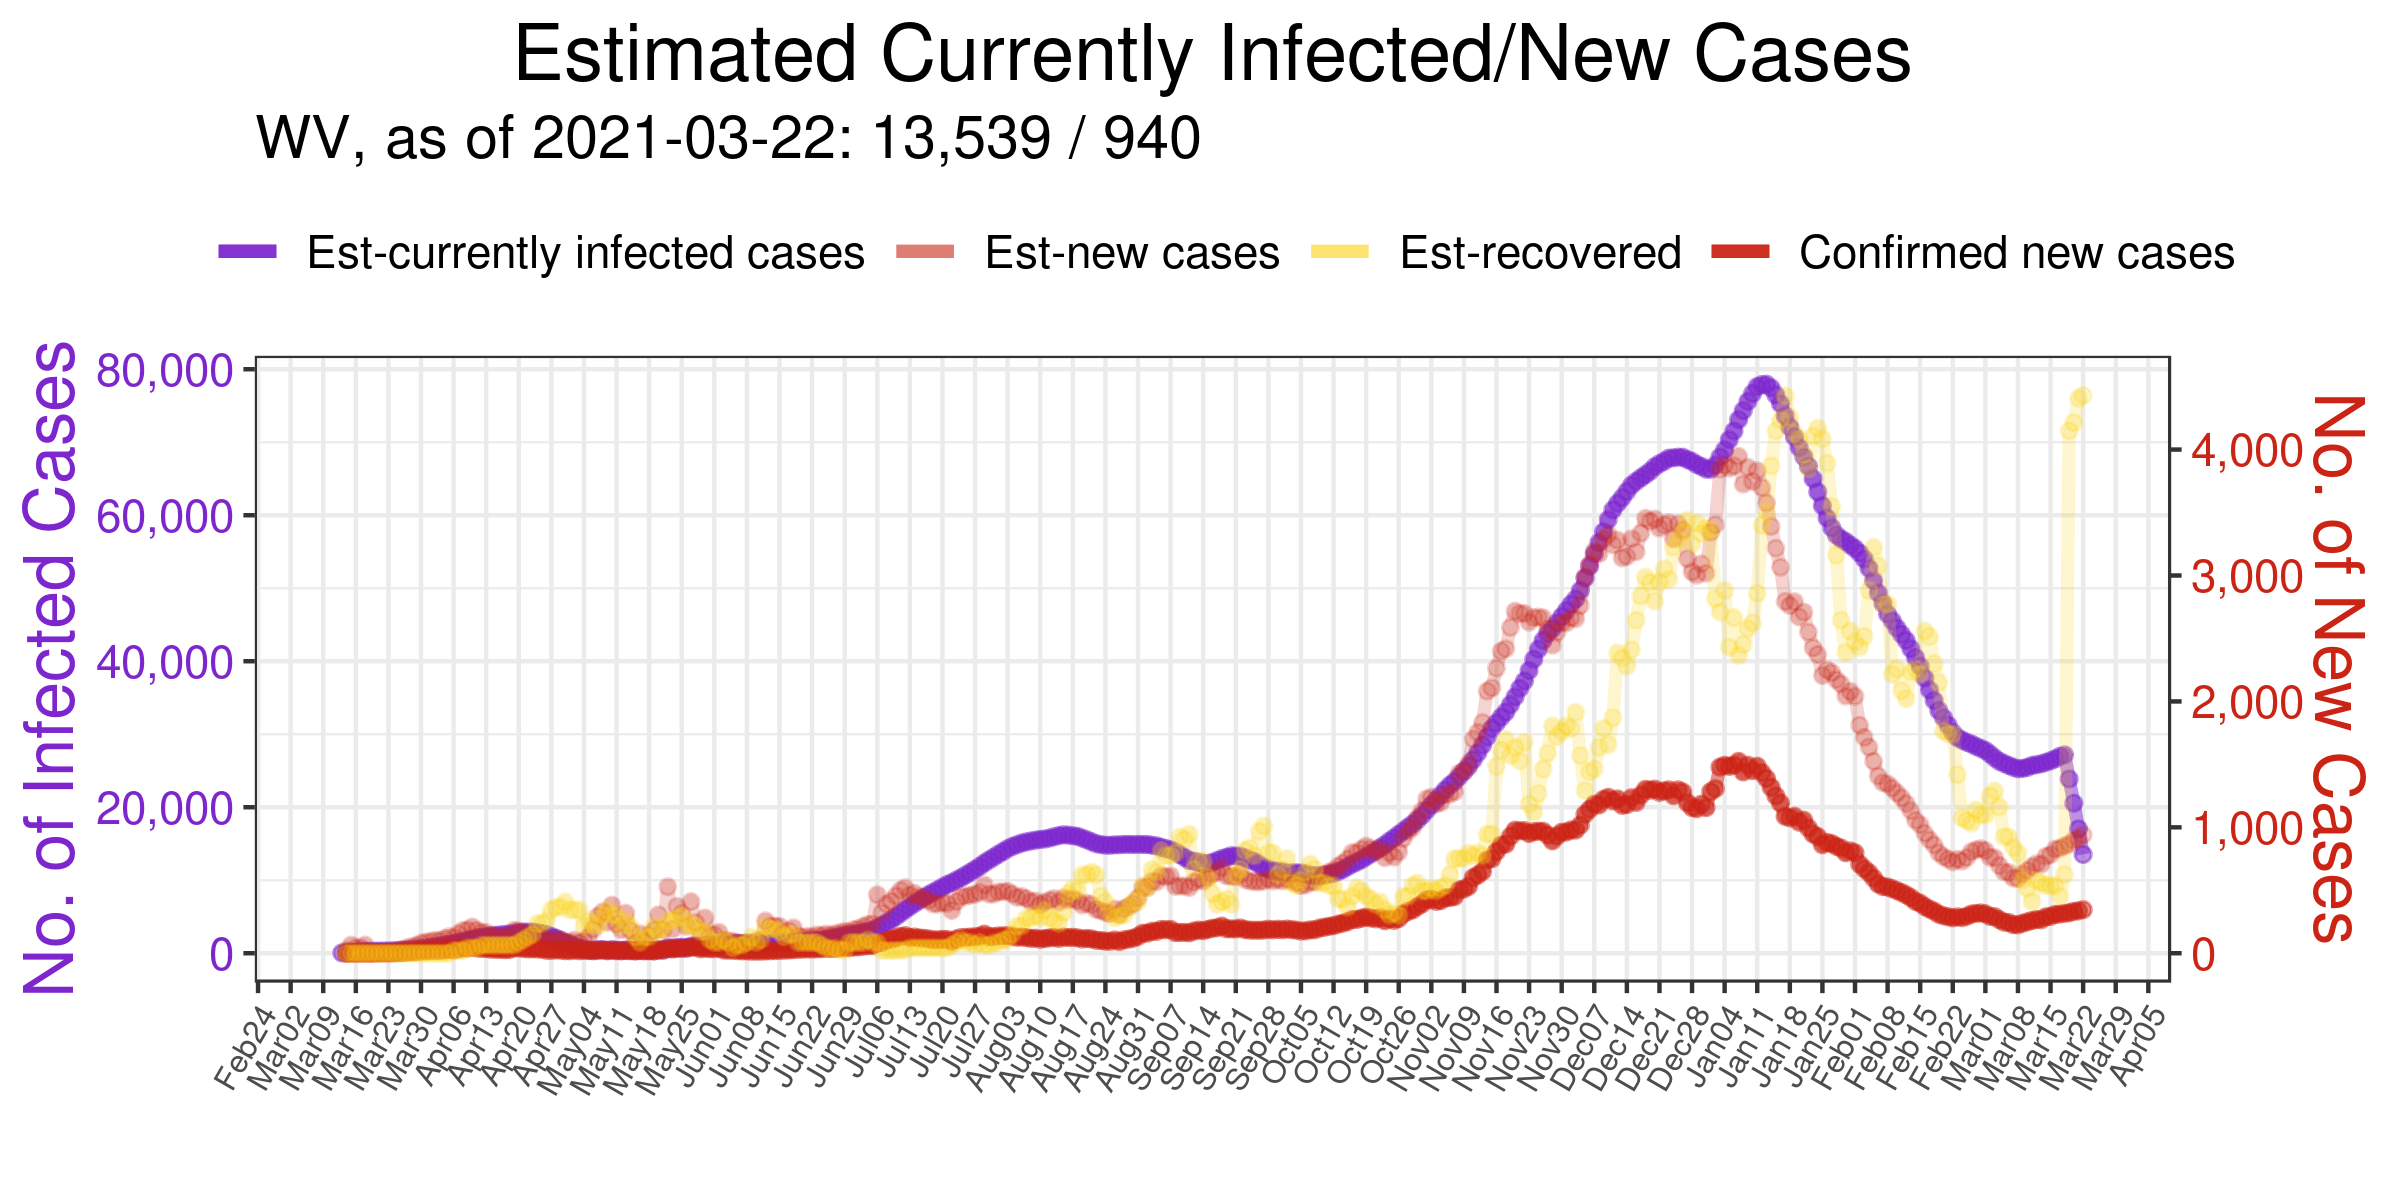 Estimated Currently Infected/New Cases
WV, as of 2021-03-22: 13,539 / 940
Est-currently infected cases Est-new cases Est-recovered Confirmed new cases
No. of Infected Cases
80,000
60,000
40,000
20,000
0
4,000
3,000
2,000
1,000
0
No. of New Cases
Feb24 Mar02 Mar09 Mar16 Mar23 Mar30 Apr06 Apr13 Apr20 Apr27 May04 May11 May18 May25 Jun01 Jun08 Jun15 Jun22 Jun29 Jul06 Jul13 Jul20 Jul27 Aug03 Aug10 Aug17 Aug24 Aug31 Sep07 Sep14 Sep21 Sep28 Oct05 Oct12 Oct19 Oct26 Nov02 Nov09 Nov16 Nov23 Nov30 Dec07 Dec14 Dec21 Dec28 Jan04 Jan11 Jan18 Jan25 Feb01 Feb08 Feb15 Feb22 Mar01 Mar08 Mar15 Mar22 Mar29 Apr05